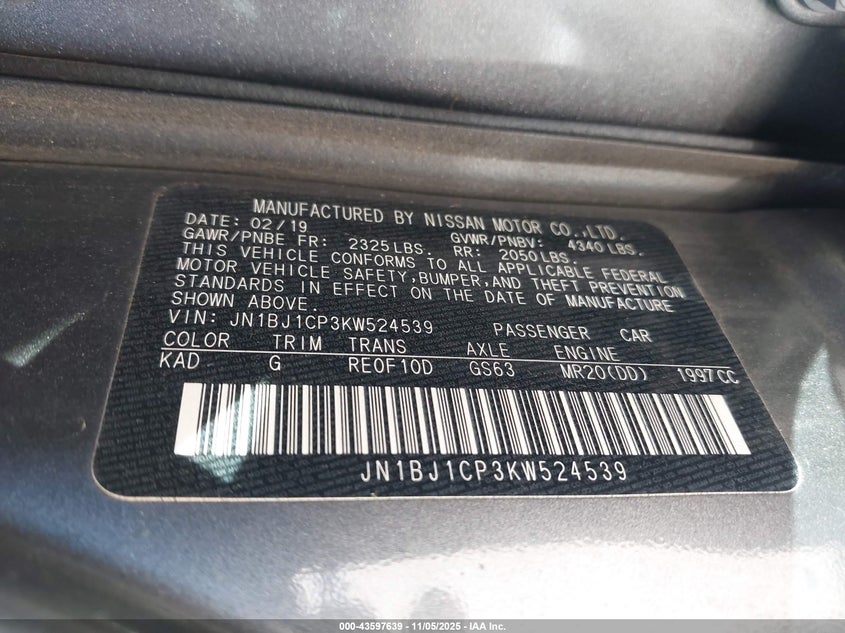 MANUFACTURED BY NISSAN MOTOR CO.,LTD.
DATE: 02/19 GVWR/PNBV: 4340 LBS.
GAWR/PNBE FR: 2325 LBS. RR: 2050 LBS.
THIS VEHICLE CONFORMS TO ALL APPLICABLE FEDERAL
MOTOR VEHICLE SAFETY,BUMPER,AND THEFT PREVENTION
STANDARDS IN EFFECT ON THE DATE OF MANUFACTURE
SHOWN ABOVE.
VIN: JN1BJ1CP3KW524539 PASSENGER CAR
COLOR TRIM TRANS AXLE ENGINE
KAD G RE0F10D GS63 MR20(DD) 1997CC
JN1BJ1CP3KW524539
000-43597639 - 11/05/2025 - IAA Inc.